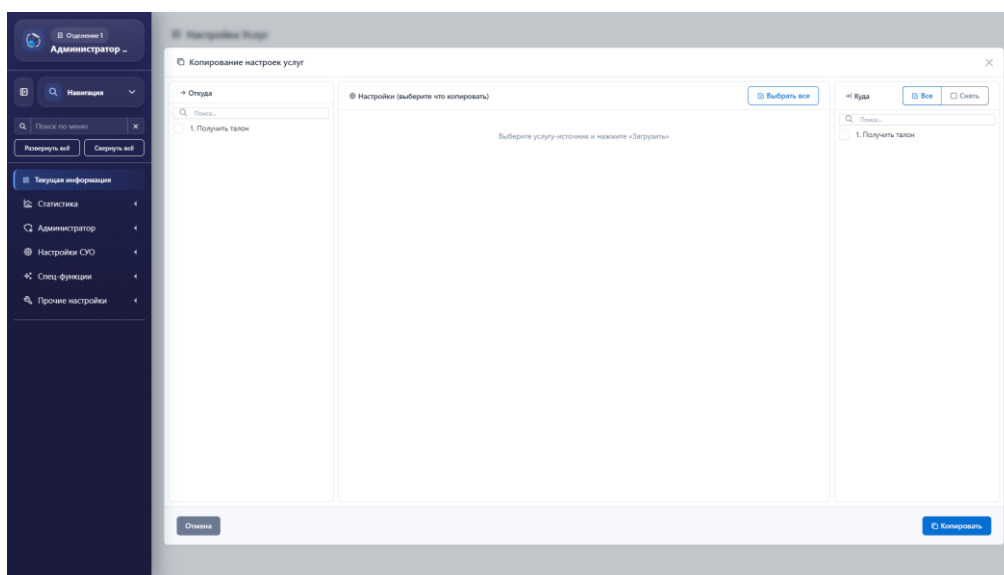 Отделение 1
Администратор ..
Навигация
Поиск по меню
Развернуть всё
Свернуть всё
Текущая информация
Статистика
Администратор
Настройки СУО
Спец-функции
Прочие настройки
Настройка Услуг
Копирование настроек услуг
→ Откуда
Поиск...
1. Получить талон
Настройки (выберите что копировать)
Выбрать все
Выберите услугу-источник и нажмите «Загрузить»
Куда
Все
Снять
Поиск...
1. Получить талон
Отмена
Копировать